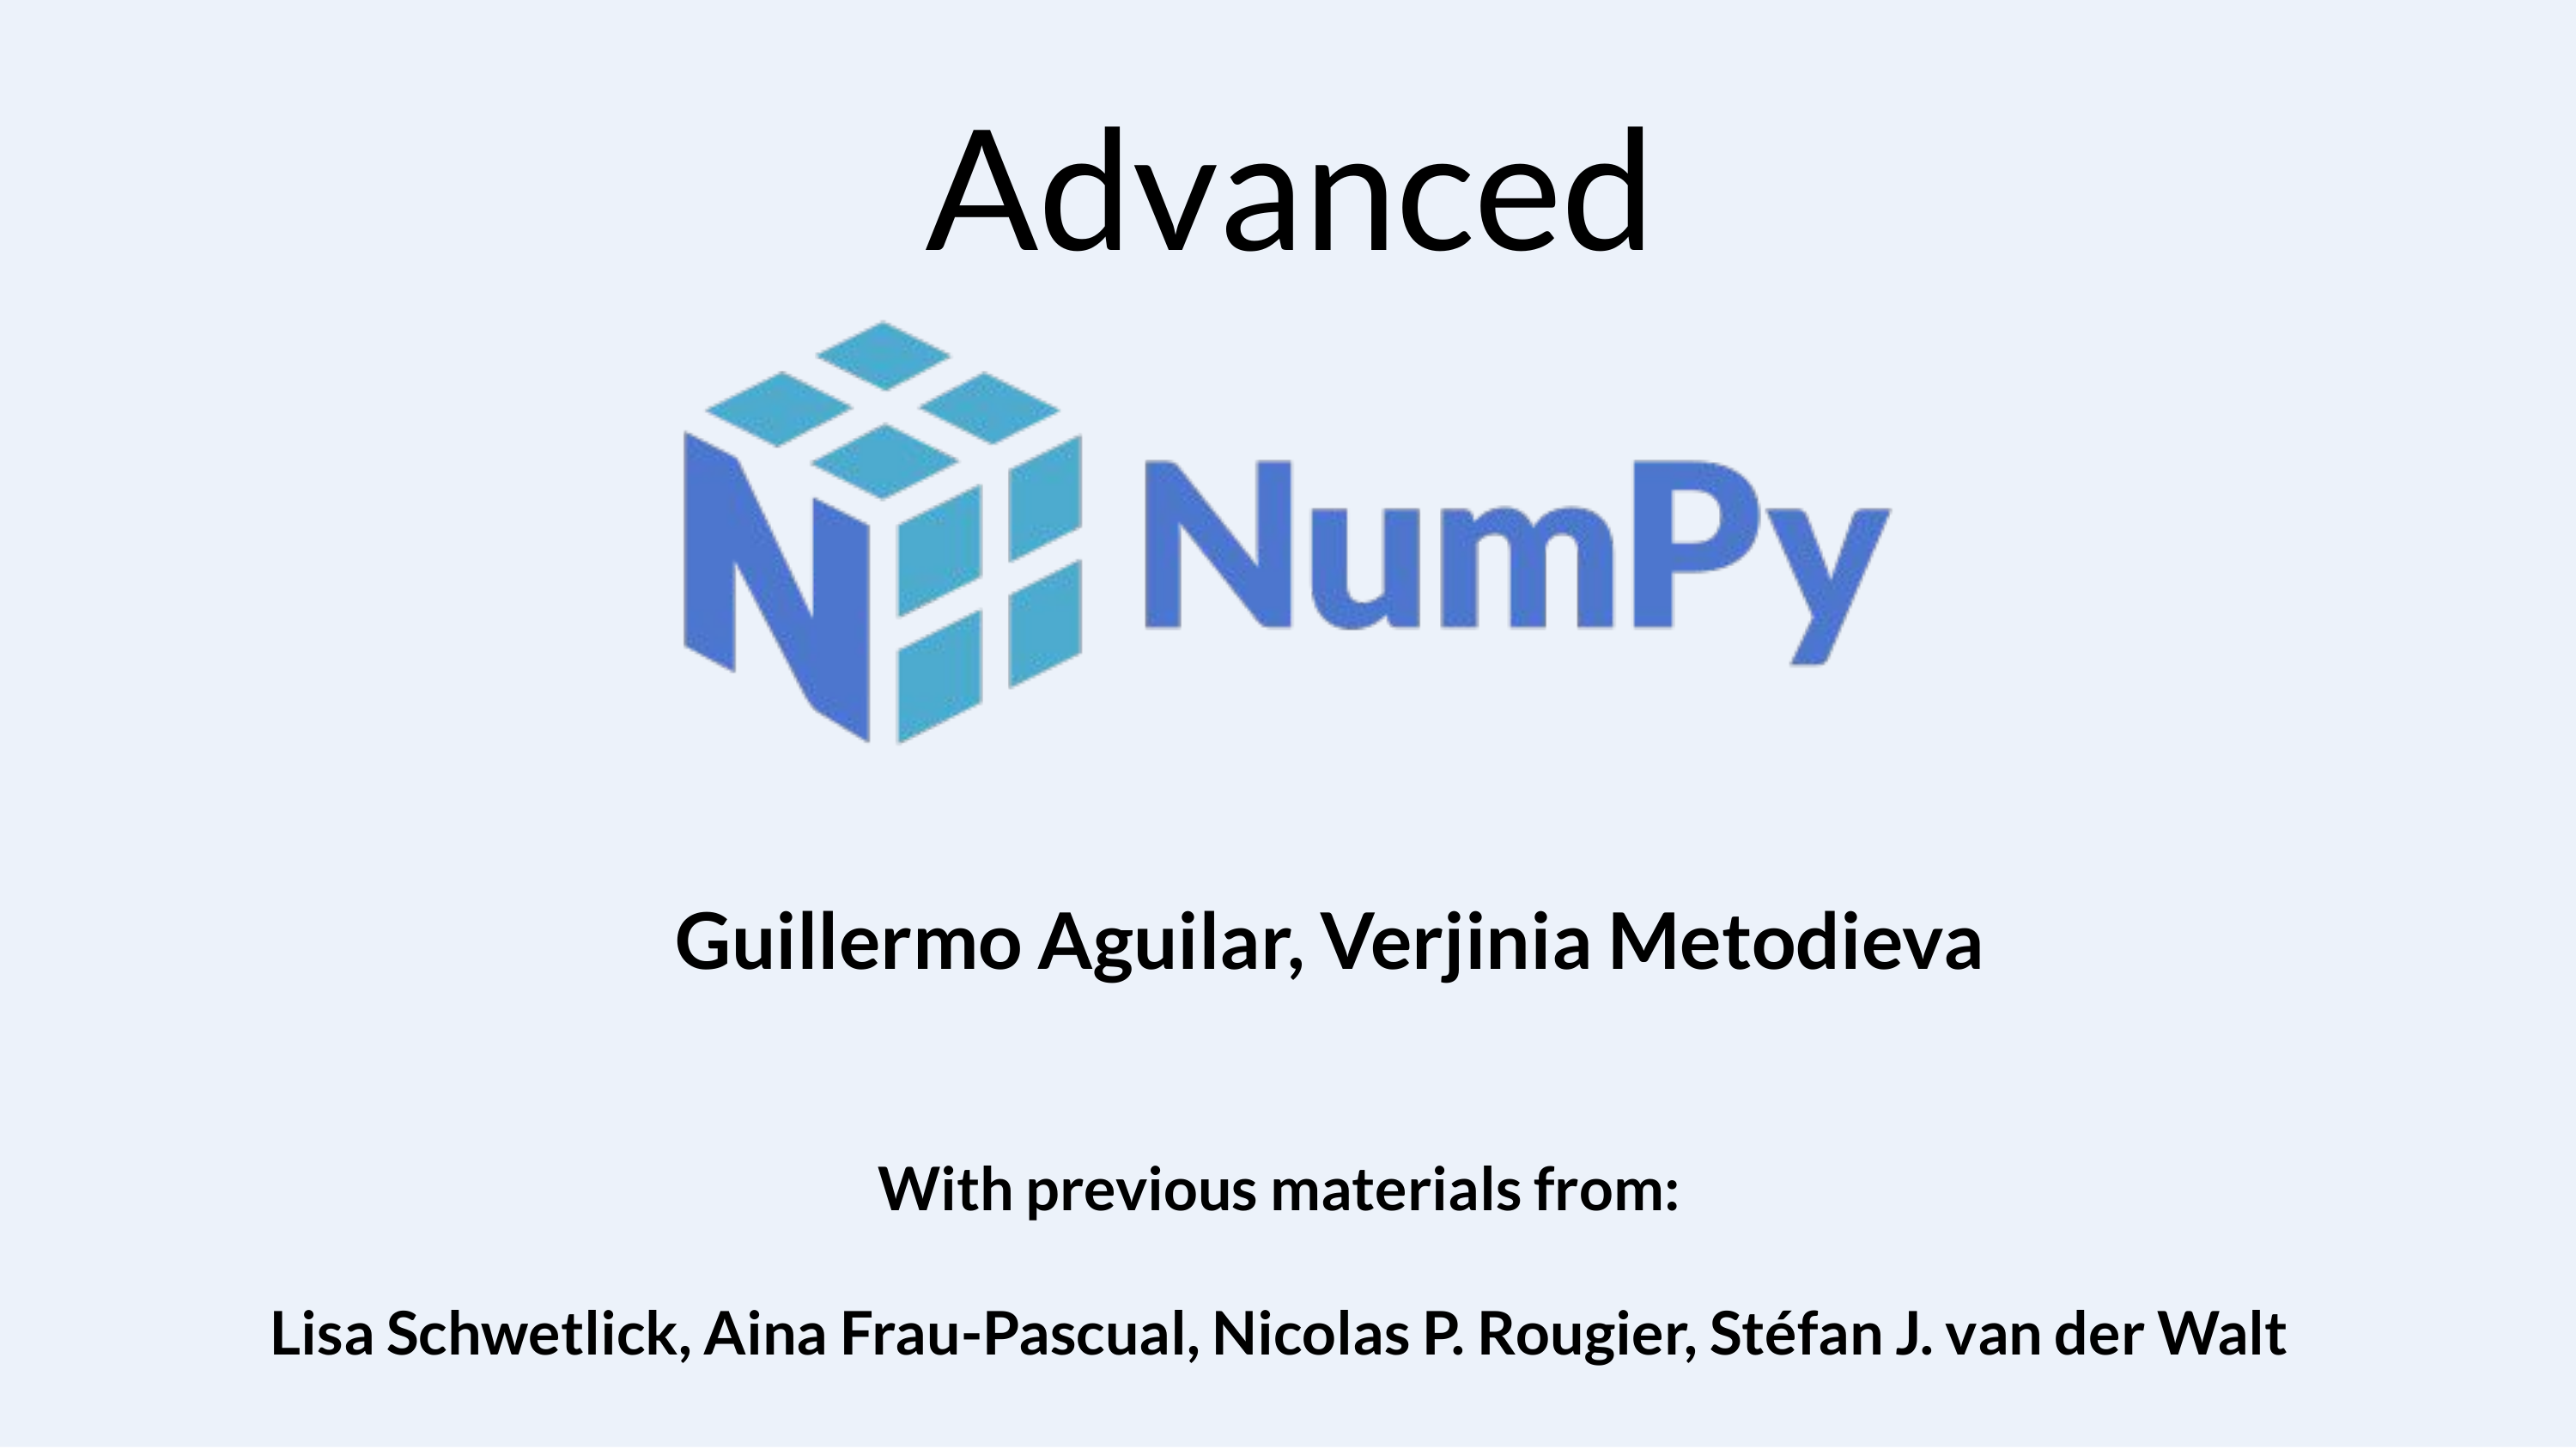 Advanced
NumPy
Guillermo Aguilar, Verjinia Metodieva
With previous materials from:
Lisa Schwetlick, Aina Frau-Pascual, Nicolas P. Rougier, Stéfan J. van der Walt